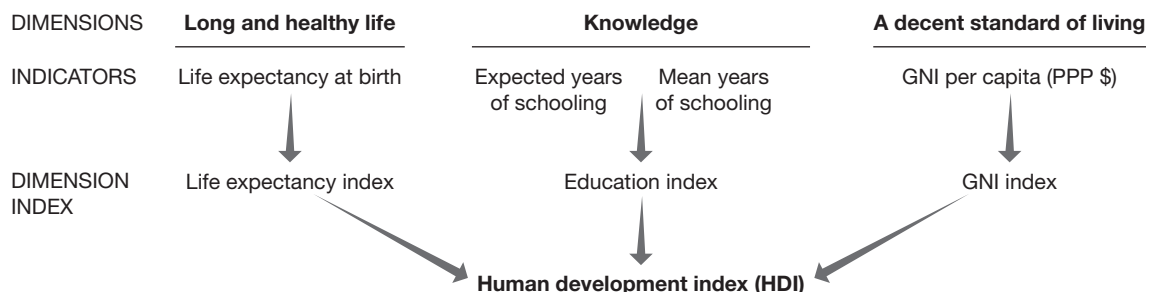 DIMENSIONS Long and healthy life Knowledge A decent standard of living
INDICATORS Life expectancy at birth Expected years of schooling Mean years of schooling GNI per capita (PPP $)
DIMENSION INDEX Life expectancy index Education index GNI index
Human development index (HDI)